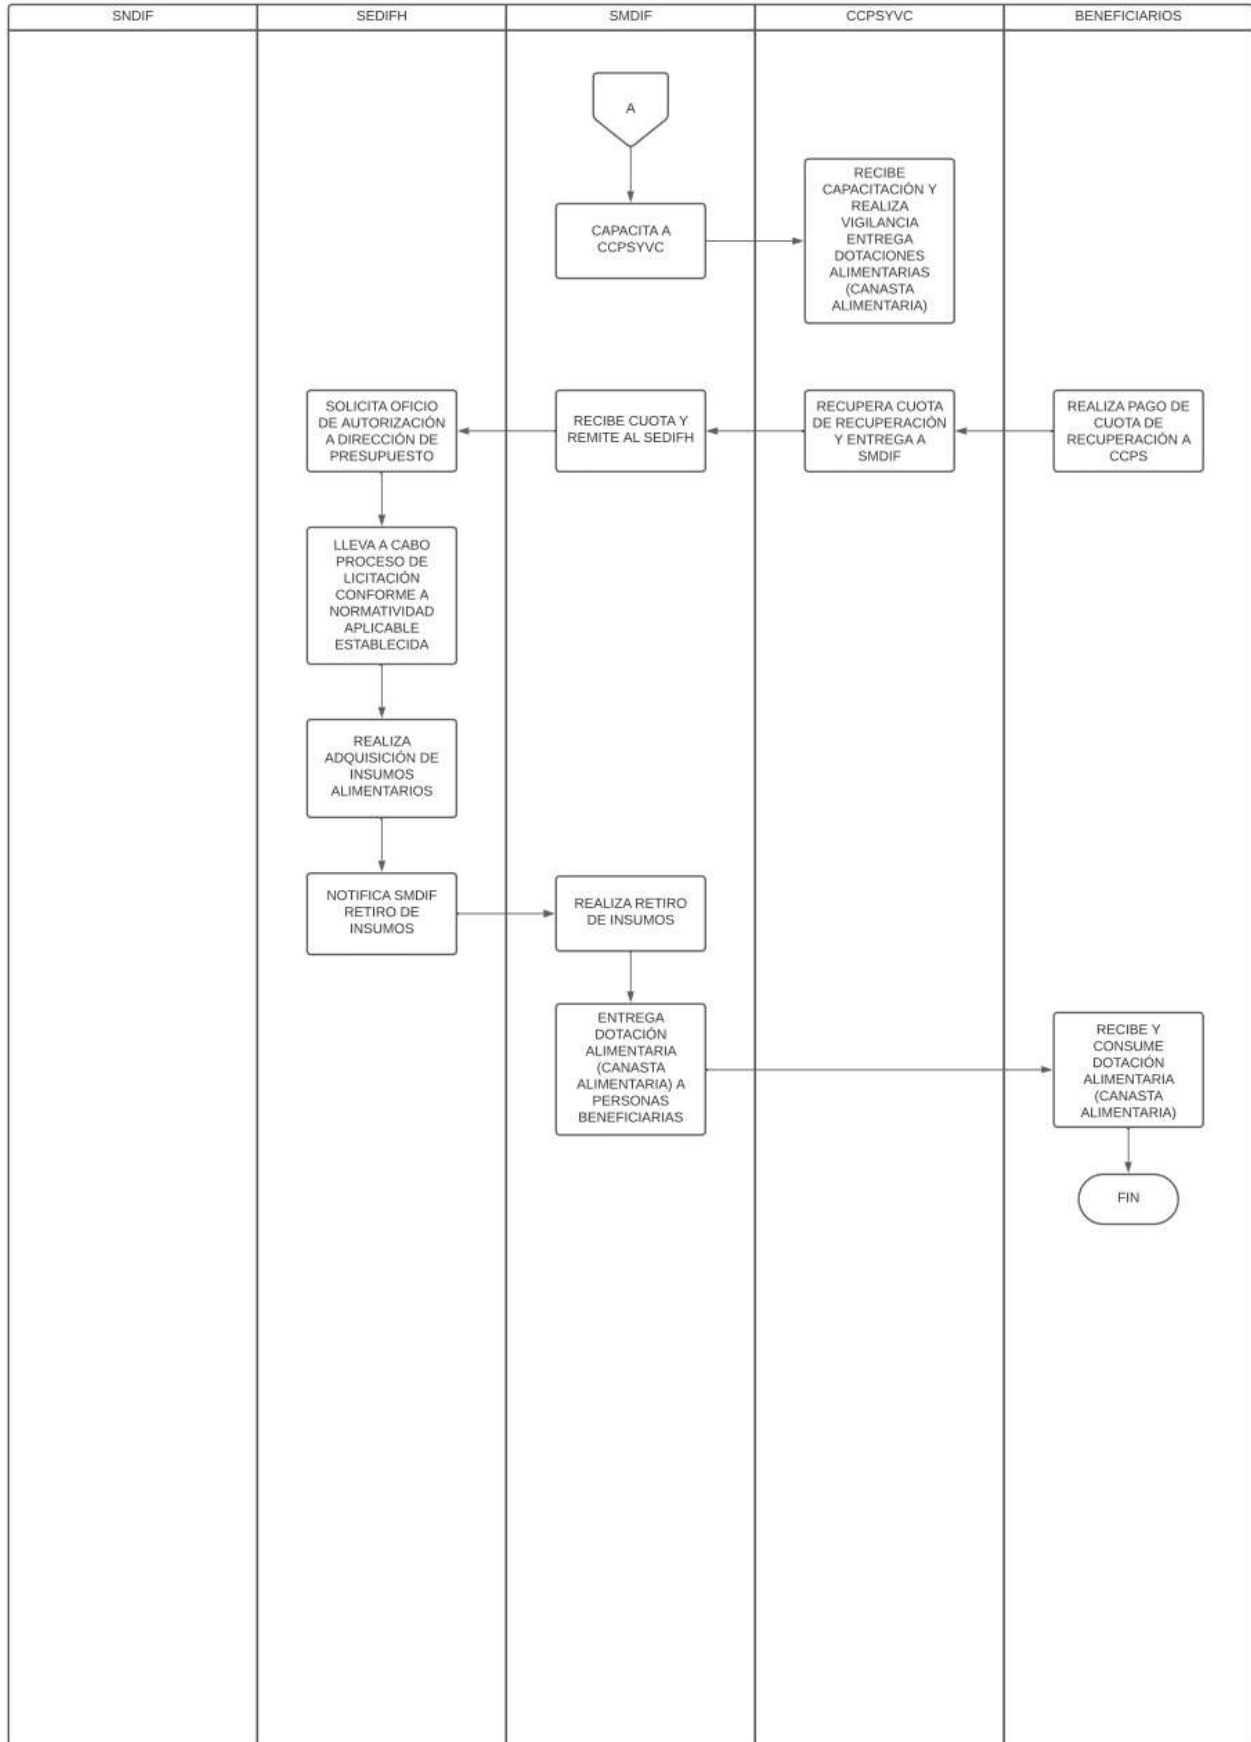 SNDIF
SEDIFH
SMDIF
CCPSYVC
BENEFICIARIOS
A
CAPACITA A
CCPSYVC
RECIBE
CAPACITACIÓN Y
REALIZA
VIGILANCIA
ENTREGA
DOTACIONES
ALIMENTARIAS
(CANASTA
ALIMENTARIA)
SOLICITA OFICIO
DE AUTORIZACIÓN
A DIRECCIÓN DE
PRESUPUESTO
RECIBE CUOTA Y
REMITE AL SEDIFH
RECUPERA CUOTA
DE RECUPERACIÓN
Y ENTREGA A
SMDIF
REALIZA PAGO DE
CUOTA DE
RECUPERACIÓN A
CCPS
LLEVA A CABO
PROCESO DE
LICITACIÓN
CONFORME A
NORMATIVIDAD
APLICABLE
ESTABLECIDA
REALIZA
ADQUISICIÓN DE
INSUMOS
ALIMENTARIOS
NOTIFICA SMDIF
RETIRO DE
INSUMOS
REALIZA RETIRO
DE INSUMOS
ENTREGA
DOTACIÓN
ALIMENTARIA
(CANASTA
ALIMENTARIA) A
PERSONAS
BENEFICIARIAS
RECIBE Y
CONSUME
DOTACIÓN
ALIMENTARIA
(CANASTA
ALIMENTARIA)
FIN